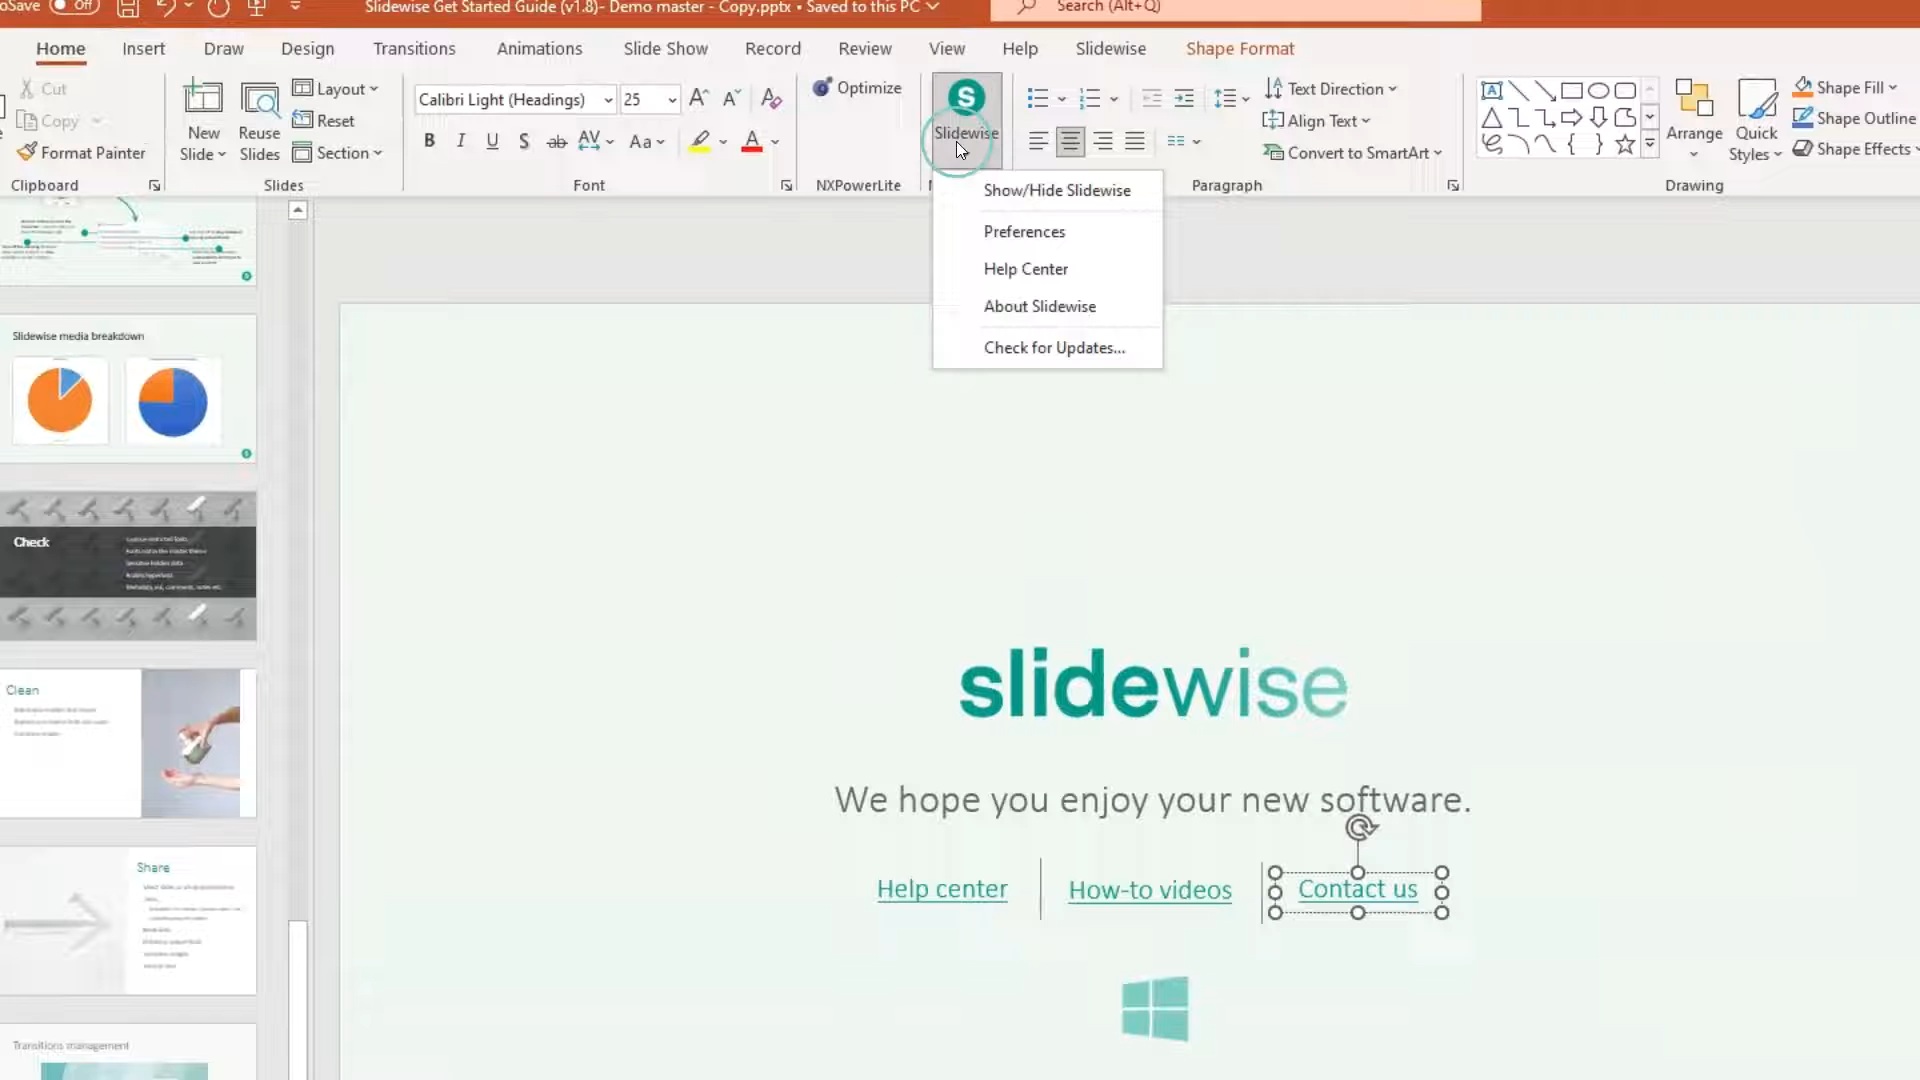 oSave Off Slidewise Get Started Guide (v1.8)- Demo master - Copy.pptx • Saved to this PC Search (Alt+Q)
Home Insert Draw Design Transitions Animations Slide Show Record Review View Help Slidewise Shape Format
Cut
Copy
Format Painter
Clipboard
New Slide
Reuse Slides
Layout
Reset
Section
Slides
Calibri Light (Headings) 25
B I U S ab AV Aa A
Font
Optimize
NXPowerLite
Slidewise
Text Direction
Align Text
Convert to SmartArt
Paragraph
Arrange
Quick Styles
Shape Fill
Shape Outline
Shape Effects
Drawing
Show/Hide Slidewise
Preferences
Help Center
About Slidewise
Check for Updates...
Slidewise media breakdown
Check
Clean
Share
Transitions management
slidewise
We hope you enjoy your new software.
Help center How-to videos Contact us